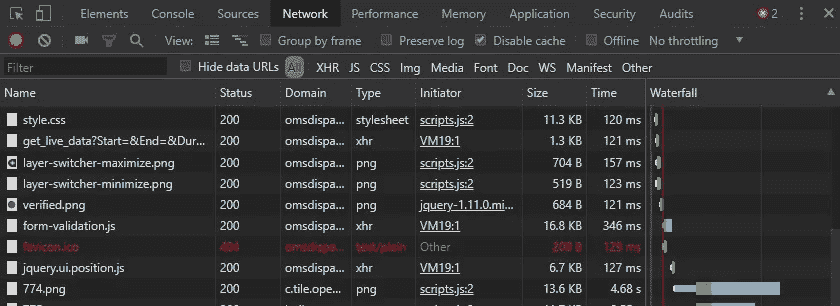 Elements Console Sources Network Performance Memory Application Security Audits 2
View: Group by frame Preserve log Disable cache Offline No throttling
Filter Hide data URLs All XHR JS CSS Img Media Font Doc WS Manifest Other
Name Status Domain Type Initiator Size Time Waterfall
style.css 200 omsdispa... stylesheet scripts.js:2 11.3 KB 120 ms
get_live_data?Start=&End=&Dur... 200 omsdispa... xhr VM19:1 1.3 KB 121 ms
layer-switcher-maximize.png 200 omsdispa... png scripts.js:2 704 B 157 ms
layer-switcher-minimize.png 200 omsdispa... png scripts.js:2 519 B 123 ms
verified.png 200 omsdispa... png jquery-1.11.0.mi... 684 B 121 ms
form-validation.js 200 omsdispa... xhr VM19:1 16.8 KB 346 ms
favicon.ico 404 omsdispa... text/plain Other 129 ms
jquery.ui.position.js 200 omsdispa... xhr VM19:1 6.7 KB 127 ms
774.png 200 c.tile.ope... png scripts.js:2 13.6 KB 4.68 s